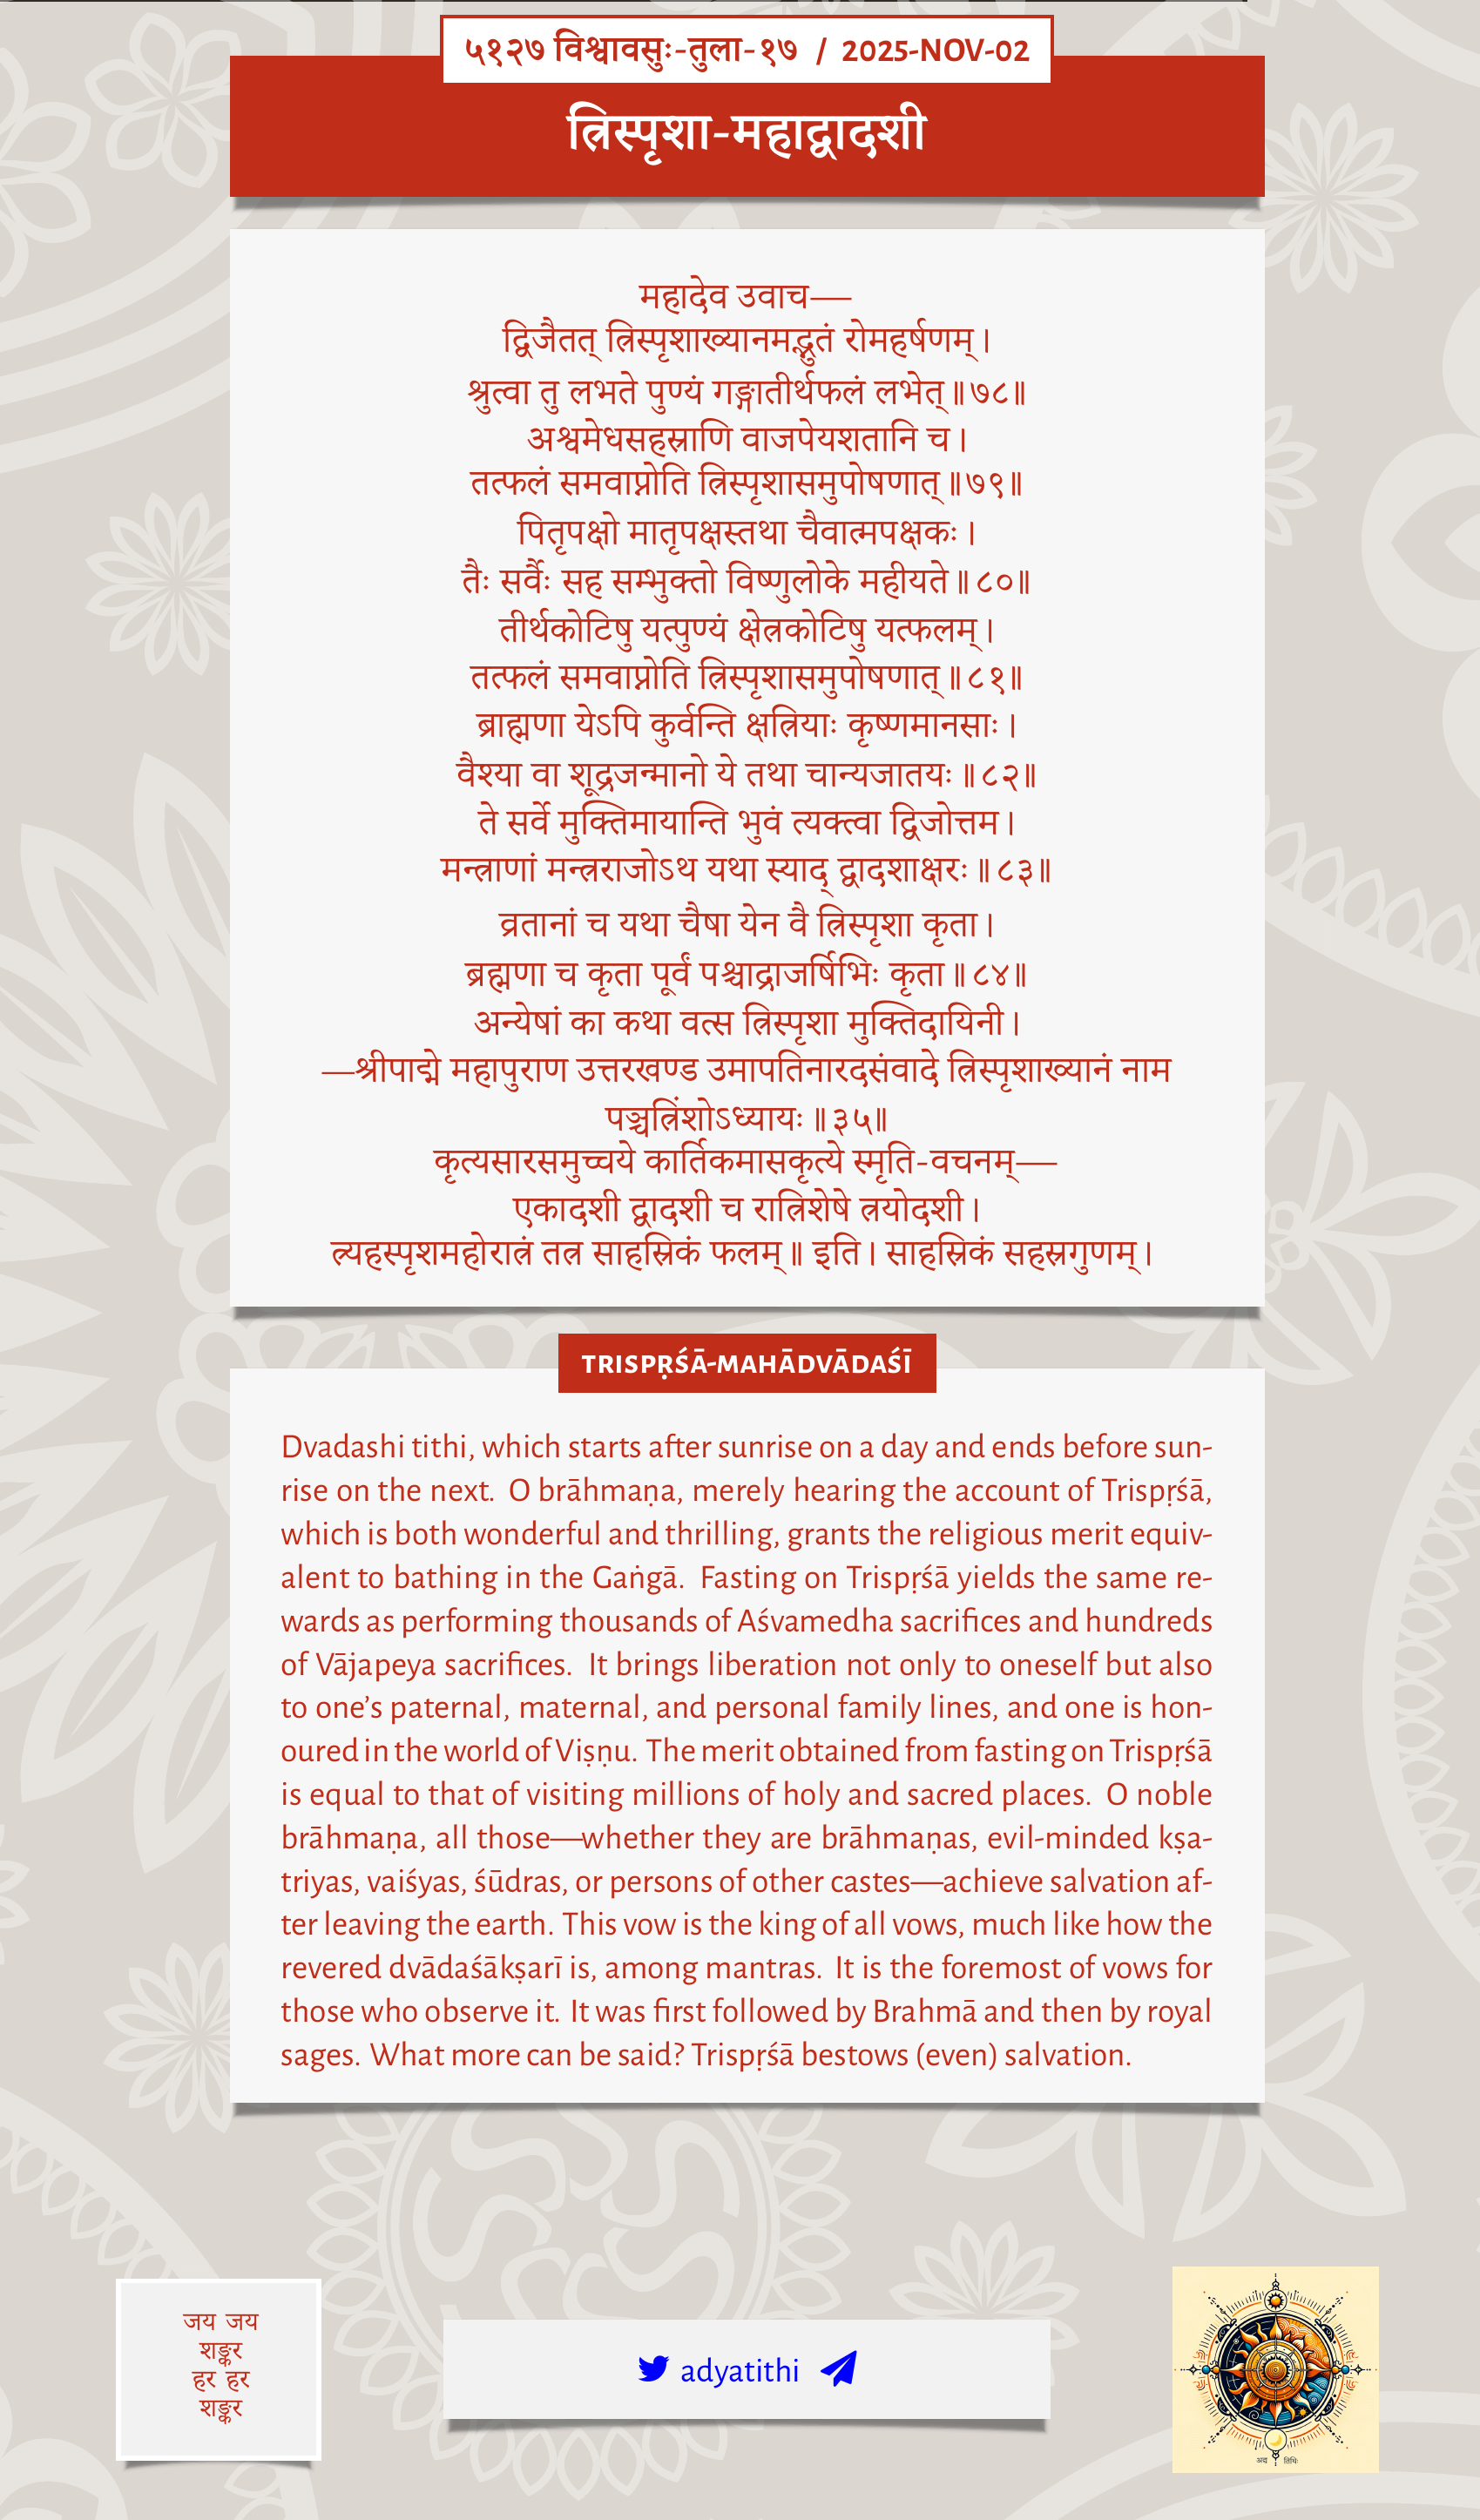 ५१२७ विश्वावसुः-तुला-१७ / 2025-NOV-02
त्रिस्पृशा-महाद्वादशी
महादेव उवाच—
द्विजैतत् त्रिस्पृशाख्यानमद्भुतं रोमहर्षणम्।
श्रुत्वा तु लभते पुण्यं गङ्गातीर्थफलं लभेत्॥७८॥
अश्वमेधसहस्राणि वाजपेयशतानि च।
तत्फलं समवाप्नोति त्रिस्पृशासमुपोषणात्॥७९॥
पितृपक्षो मातृपक्षस्तथा चैवात्मपक्षकः।
तैः सर्वैः सह सम्भुक्तो विष्णुलोके महीयते॥८०॥
तीर्थकोटिषु यत्पुण्यं क्षेत्रकोटिषु यत्फलम्।
तत्फलं समवाप्नोति त्रिस्पृशासमुपोषणात्॥८१॥
ब्राह्मणा येऽपि कुर्वन्ति क्षत्रियाः कृष्णमानसाः।
वैश्या वा शूद्रजन्मानो ये तथा चान्यजातयः॥८२॥
ते सर्वे मुक्तिमायान्ति भुवं त्यक्त्वा द्विजोत्तम।
मन्त्राणां मन्त्रराजोऽथ यथा स्याद् द्वादशाक्षरः॥८३॥
व्रतानां च यथा चैषा येन वै त्रिस्पृशा कृता।
ब्रह्मणा च कृता पूर्वं पश्चाद्राजर्षिभिः कृता॥८४॥
अन्येषां का कथा वत्स त्रिस्पृशा मुक्तिदायिनी।
—श्रीपाद्मे महापुराण उत्तरखण्ड उमापतिनारदसंवादे त्रिस्पृशाख्यानं नाम
पञ्चत्रिंशोऽध्यायः॥३५॥
कृत्यसारसमुच्चये कार्तिकमासकृत्ये स्मृति-वचनम्—
एकादशी द्वादशी च रात्रिशेषे त्रयोदशी।
त्र्यहस्पृशमहोरात्रं तत्र साहस्रिकं फलम्॥ इति। साहस्रिकं सहस्रगुणम्।
TRISPṚŚĀ-MAHĀDVĀDAŚĪ
Dvadashi tithi, which starts after sunrise on a day and ends before sun-
rise on the next. O brāhmaṇa, merely hearing the account of Trispṛśā,
which is both wonderful and thrilling, grants the religious merit equiv-
alent to bathing in the Gaṅgā. Fasting on Trispṛśā yields the same re-
wards as performing thousands of Aśvamedha sacrifices and hundreds
of Vājapeya sacrifices. It brings liberation not only to oneself but also
to one’s paternal, maternal, and personal family lines, and one is hon-
oured in the world of Viṣṇu. The merit obtained from fasting on Trispṛśā
is equal to that of visiting millions of holy and sacred places. O noble
brāhmaṇa, all those—whether they are brāhmaṇas, evil-minded kṣa-
triyas, vaiśyas, śūdras, or persons of other castes—achieve salvation af-
ter leaving the earth. This vow is the king of all vows, much like how the
revered dvādaśākṣarī is, among mantras. It is the foremost of vows for
those who observe it. It was first followed by Brahmā and then by royal
sages. What more can be said? Trispṛśā bestows (even) salvation.
जय जय
शङ्कर
हर हर
शङ्कर
adyatithi
अद्य तिथिः